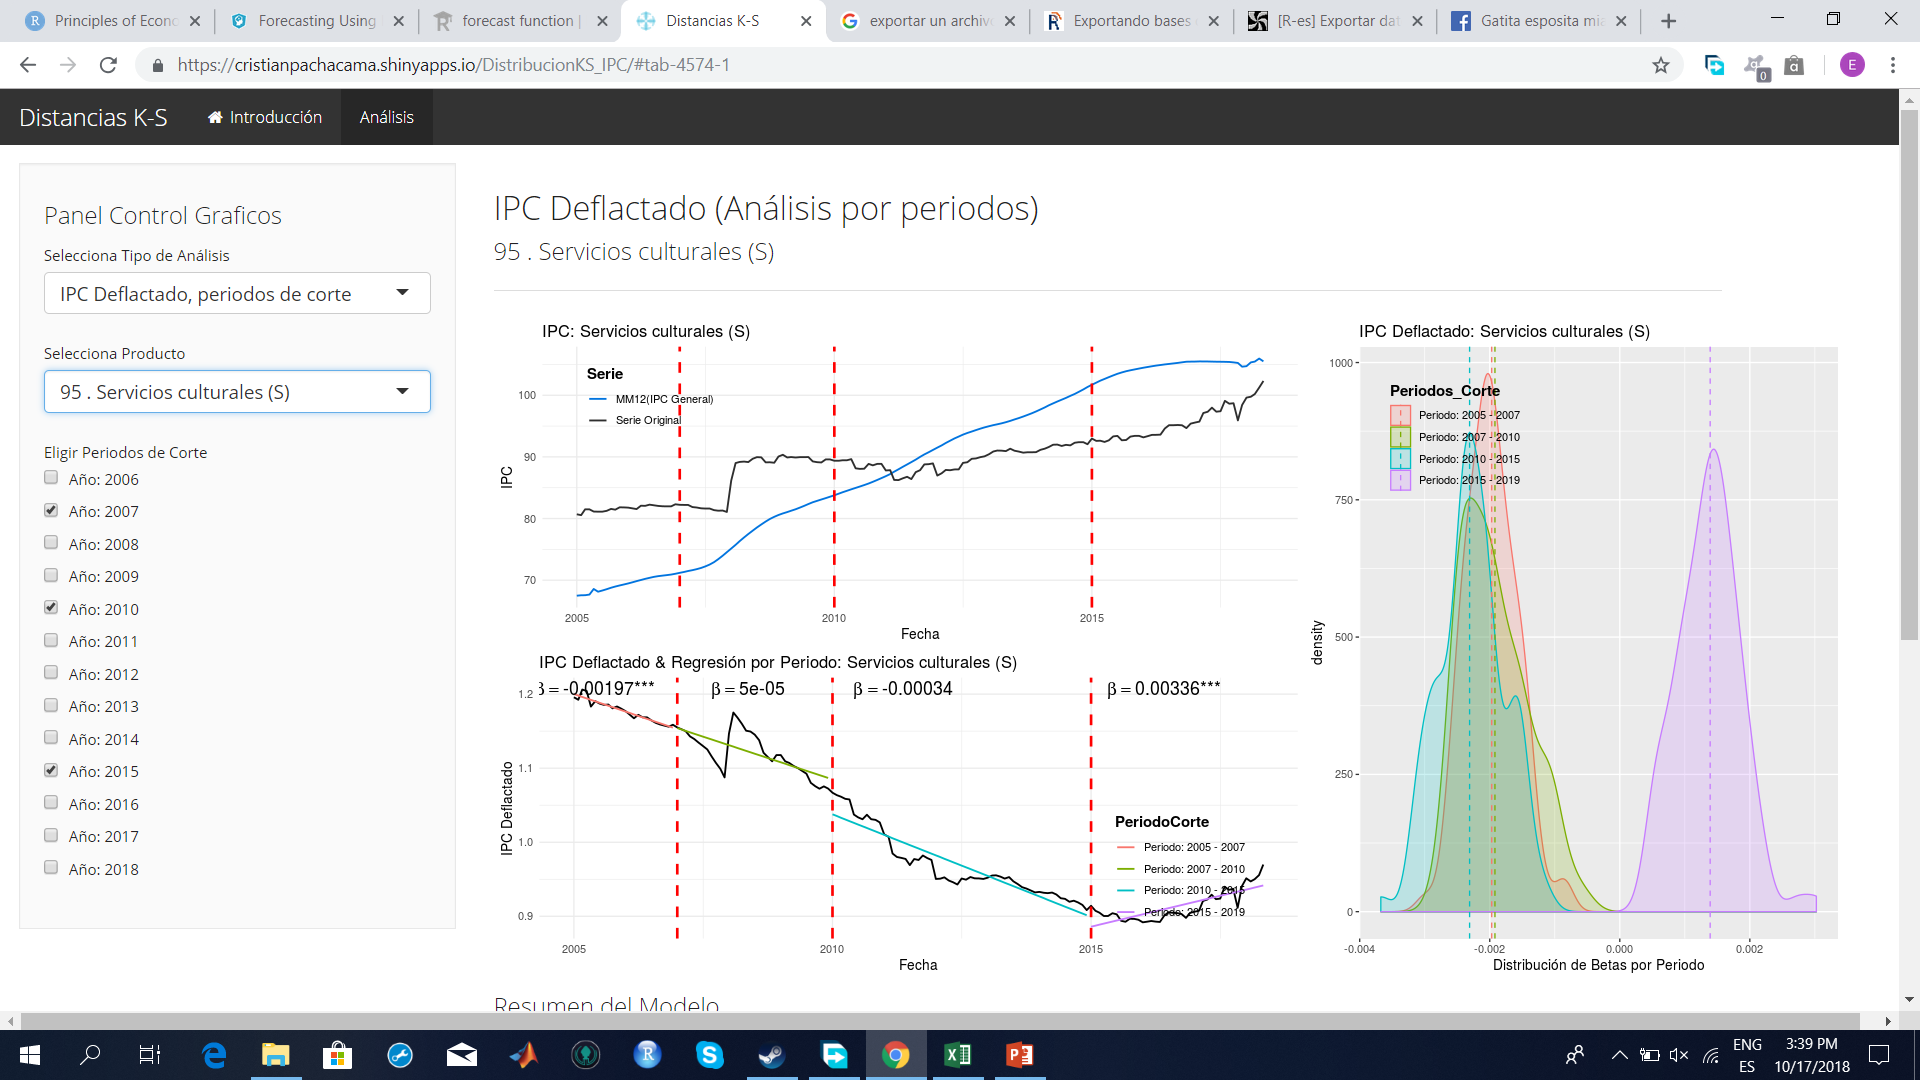 Principles of Econo
Forecasting Using
forecast function |
Distancias K-S
exportar un archivo
Exportando bases
[R-es] Exportar dat
Gatita esposita mia
https://cristianpachacama.shinyapps.io/DistribucionKS_IPC/#tab-4574-1
0
E
Distancias K-S
Introducción
Análisis
Panel Control Graficos
Selecciona Tipo de Análisis
IPC Deflactado, periodos de corte
Selecciona Producto
95 . Servicios culturales (S)
Eligir Periodos de Corte
Año: 2006
Año: 2007
Año: 2008
Año: 2009
Año: 2010
Año: 2011
Año: 2012
Año: 2013
Año: 2014
Año: 2015
Año: 2016
Año: 2017
Año: 2018
IPC Deflactado (Análisis por periodos)
95 . Servicios culturales (S)
IPC: Servicios culturales (S)
Serie
MM12(IPC General)
Serie Original
100
90
80
70
IPC
2005
2010
2015
Fecha
IPC Deflactado & Regresión por Periodo: Servicios culturales (S)
β = -0.00197***
β = 5e-05
β = -0.00034
β = 0.00336***
1.2
1.1
1.0
0.9
IPC Deflactado
PeriodoCorte
Periodo: 2005 - 2007
Periodo: 2007 - 2010
Periodo: 2010 - 2015
Periodo: 2015 - 2019
2005
2010
2015
Fecha
IPC Deflactado: Servicios culturales (S)
Periodos_Corte
Periodo: 2005 - 2007
Periodo: 2007 - 2010
Periodo: 2010 - 2015
Periodo: 2015 - 2019
1000
750
500
250
0
density
-0.004
-0.002
0.000
0.002
Distribución de Betas por Periodo
Resumen del Modelo
ENG
ES
3:39 PM
10/17/2018